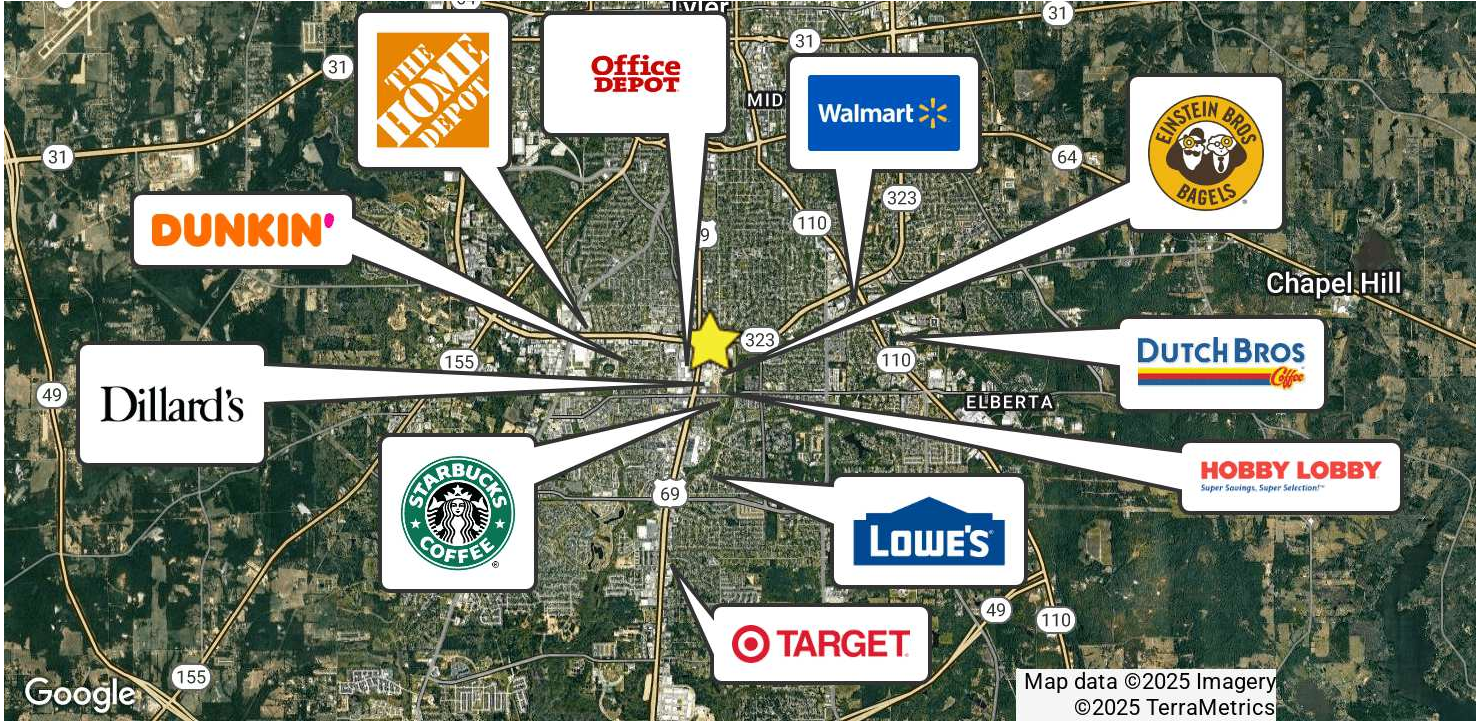 Tyler
31
31
31
THE
HOME
DEPOT
Office
DEPOT
MID
Walmart
EINSTEIN BROS
BAGELS
31
64
323
110
9
DUNKIN'
Chapel Hill
323
155
110
DUTCH BROS
Coffee
49
Dillard's
ELBERTA
STARBUCKS
COFFEE
®
69
HOBBY LOBBY
Super Savings, Super Selection!™
LOWE'S
49
110
TARGET
155
Google
Map data ©2025 Imagery
©2025 TerraMetrics